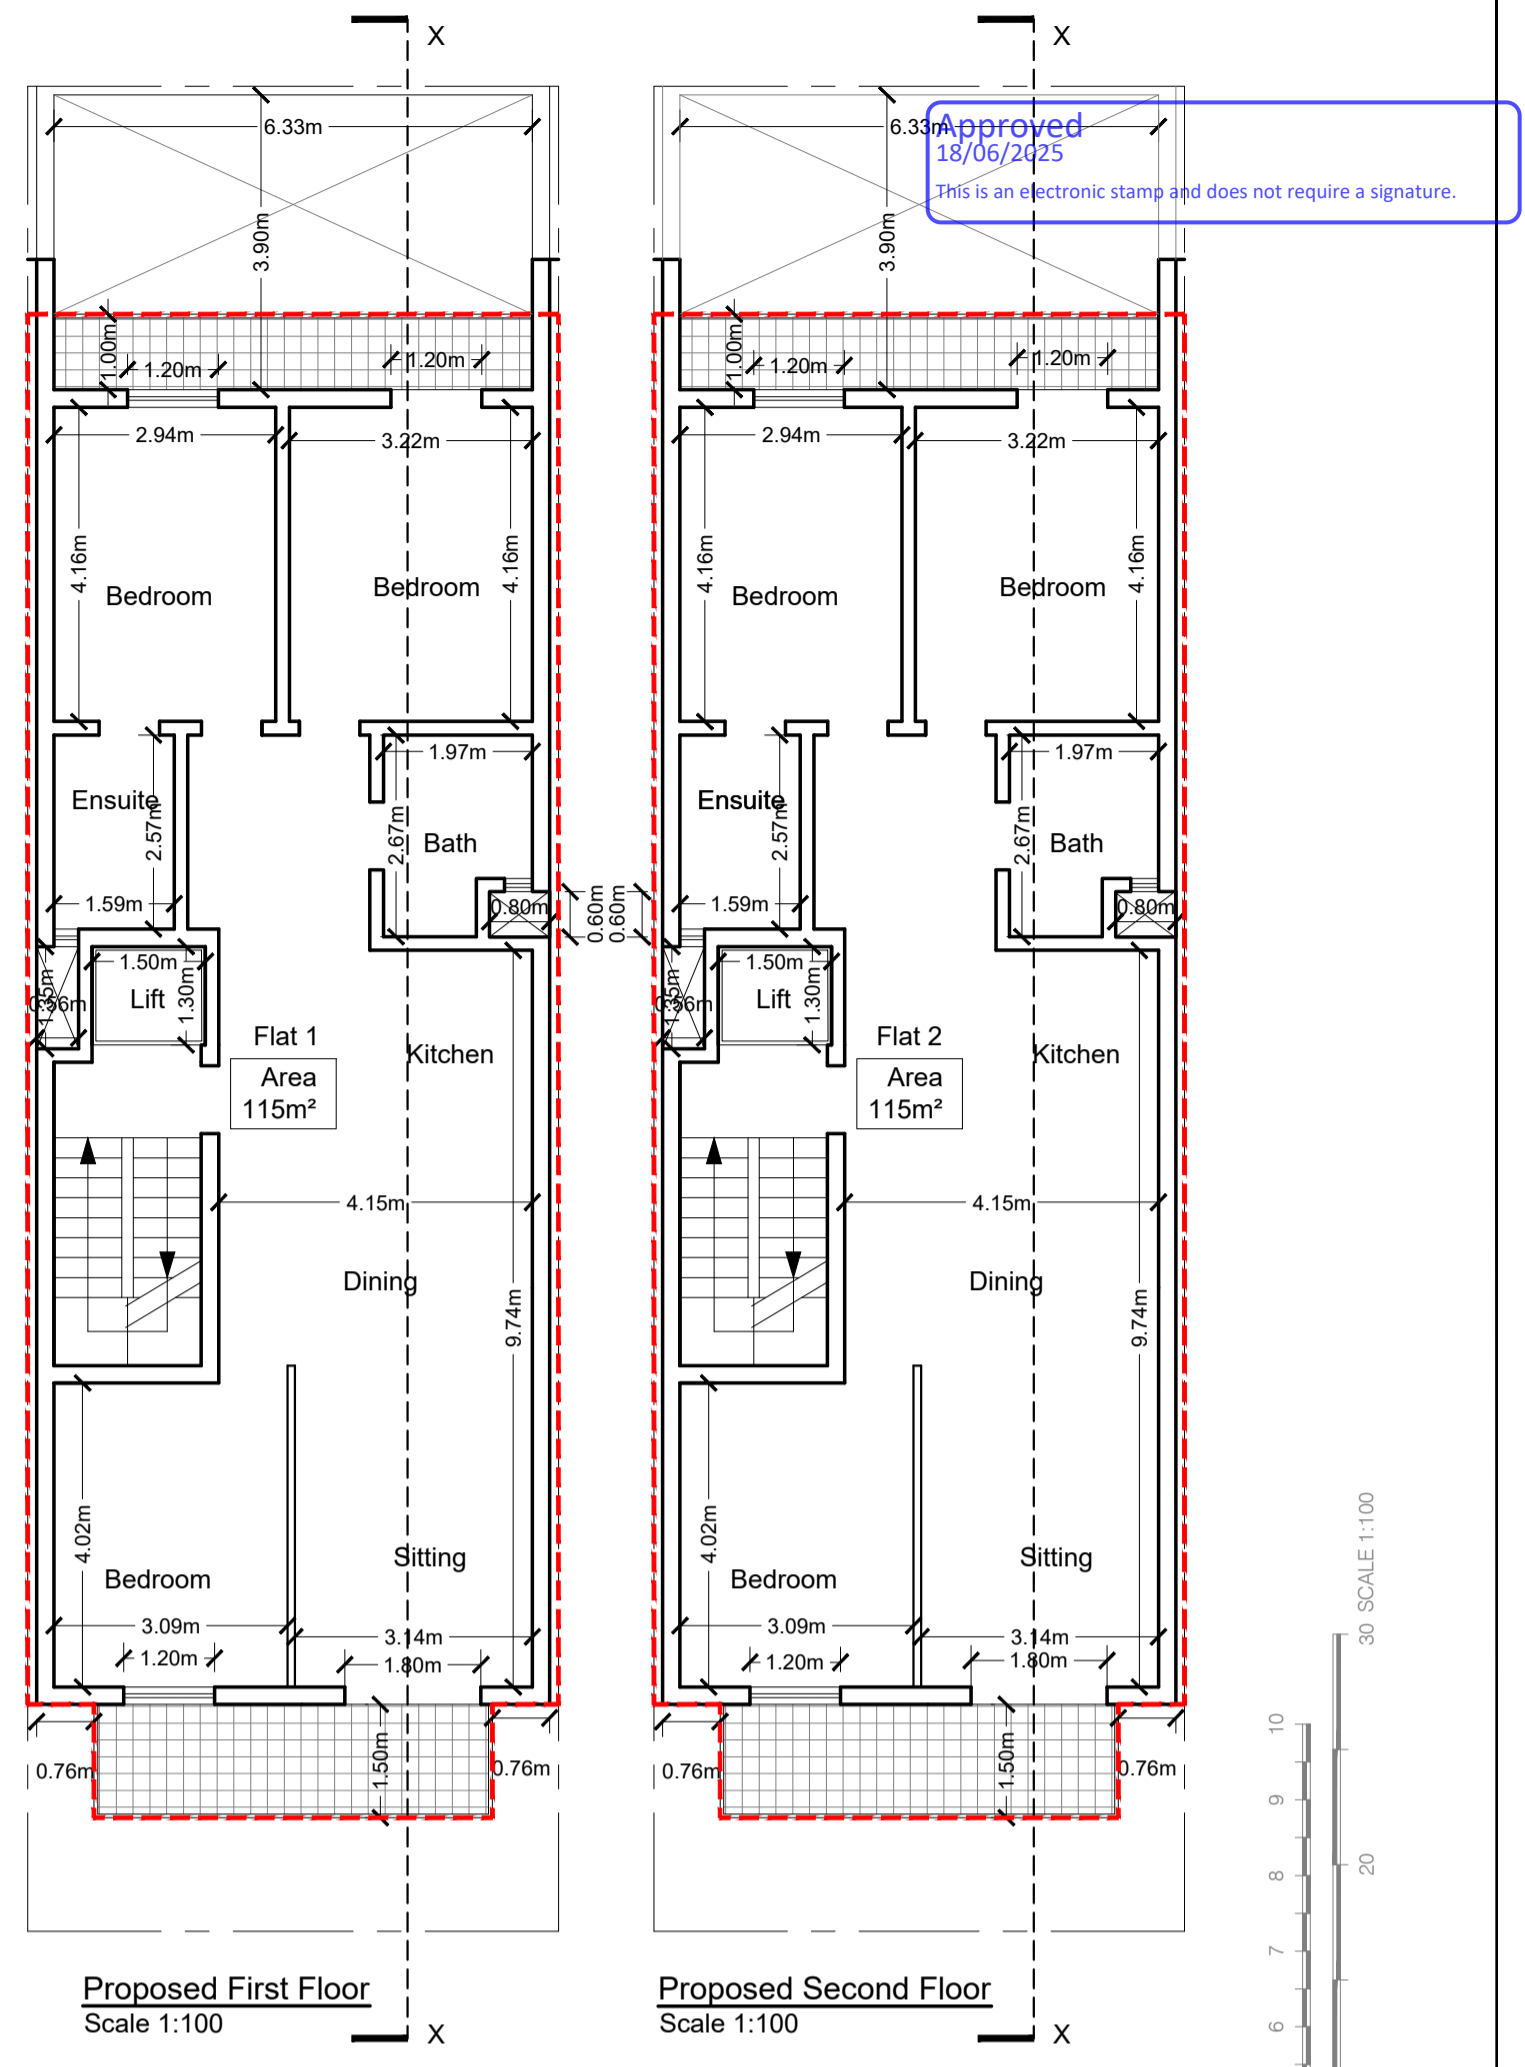 X
X
6.33m
6.33m
Approved
18/06/2025
This is an electronic stamp and does not require a signature.
3.90m
3.90m
1.00m
1.20m
1.20m
1.00m
1.20m
1.20m
2.94m
3.22m
2.94m
3.22m
4.16m
4.16m
4.16m
4.16m
Bedroom
Bedroom
Bedroom
Bedroom
1.97m
1.97m
Ensuite
Ensuite
2.57m
2.67m
2.57m
2.67m
Bath
Bath
1.59m
0.80m
0.60m
0.60m
1.59m
0.80m
1.50m
1.50m
1.35m
0.56m
Lift
1.30m
1.35m
0.56m
Lift
1.30m
Flat 1
Kitchen
Flat 2
Kitchen
Area
115m²
Area
115m²
4.15m
4.15m
Dining
Dining
9.74m
9.74m
4.02m
4.02m
Sitting
Sitting
Bedroom
Bedroom
3.09m
3.14m
3.09m
3.14m
1.20m
1.80m
1.20m
1.80m
0.76m
1.50m
0.76m
0.76m
1.50m
0.76m
30 SCALE 1:100
20
10
9
8
7
6
Proposed First Floor
Scale 1:100
Proposed Second Floor
Scale 1:100
X
X